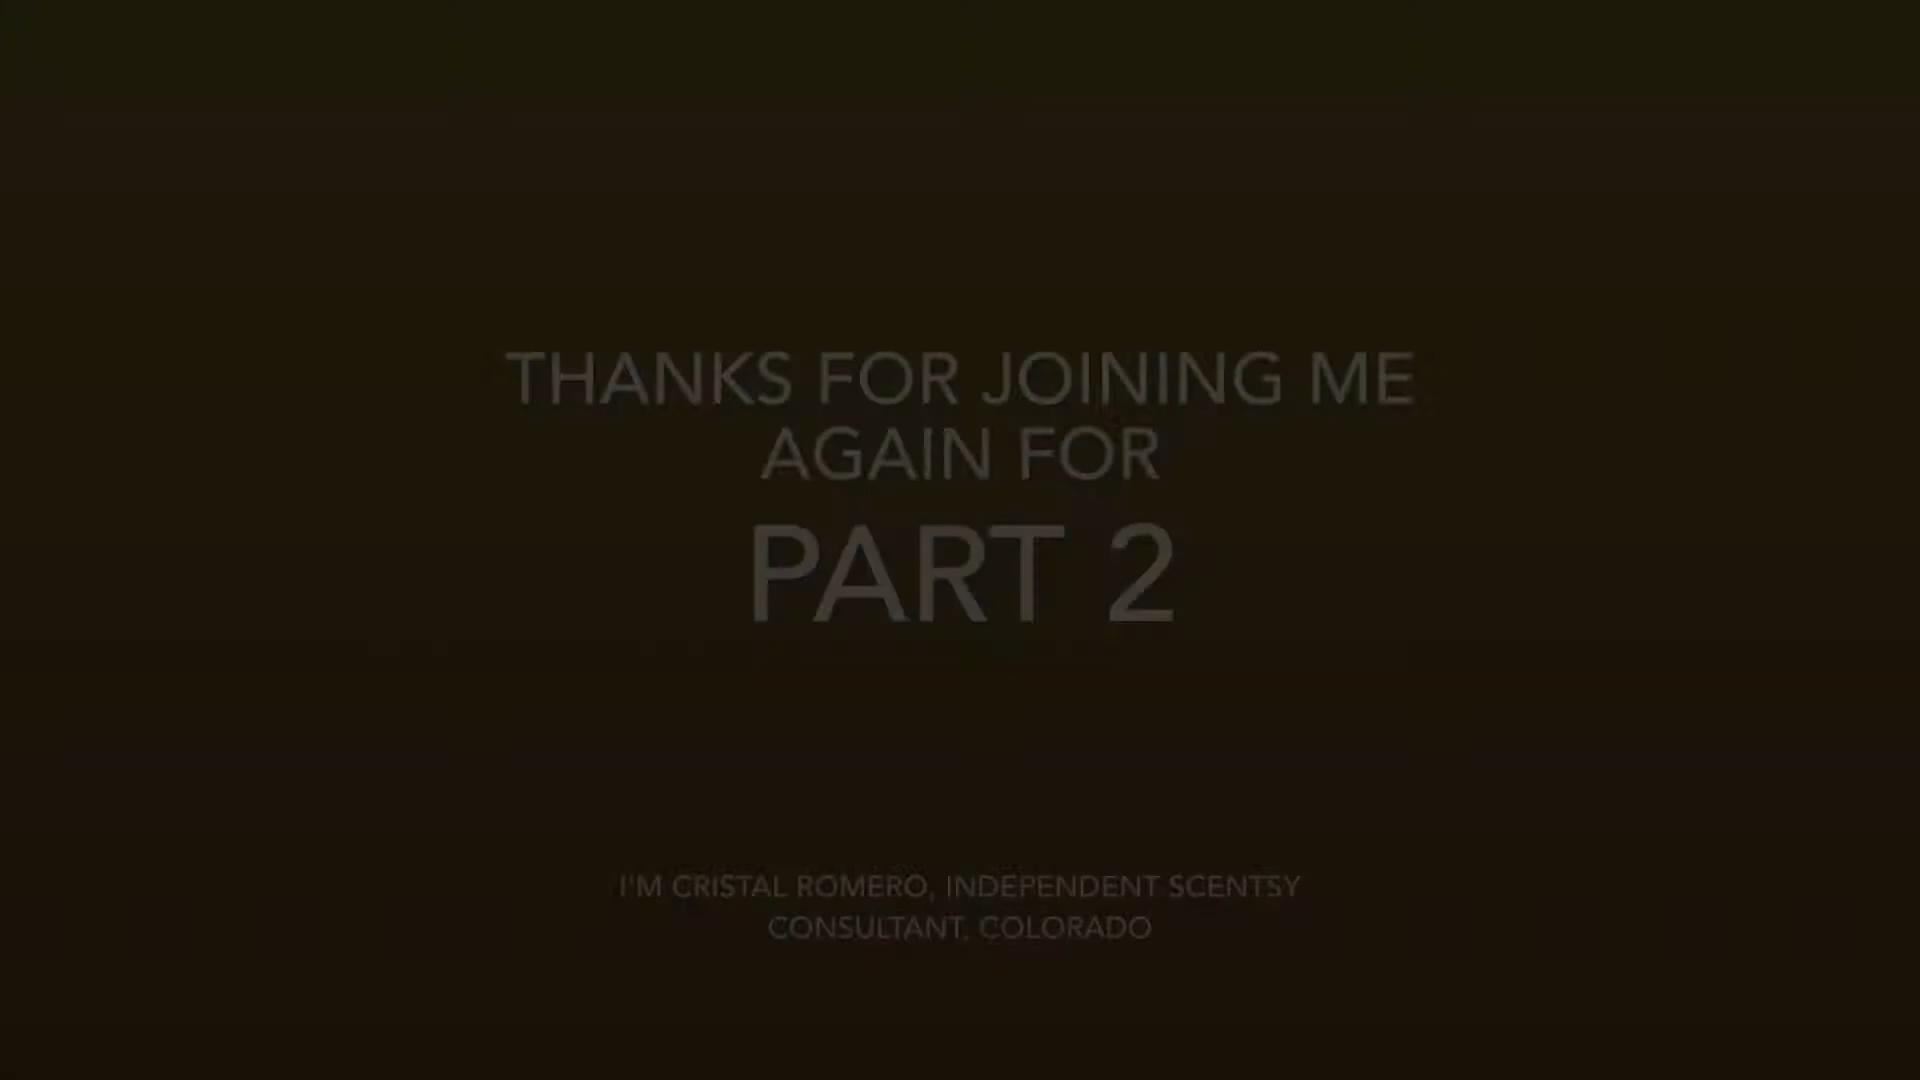 THANKS FOR JOINING ME
AGAIN FOR
PART 2
I'M CRISTAL ROMERO, INDEPENDENT SCENTSY
CONSULTANT, COLORADO